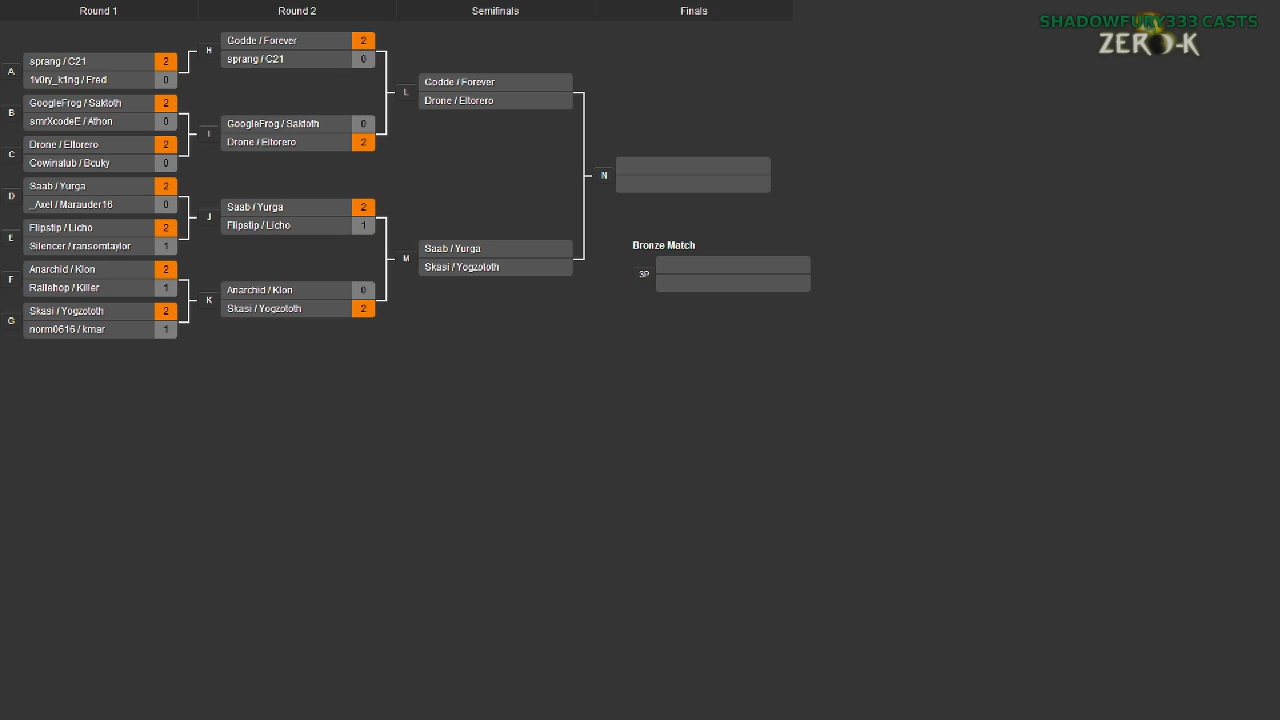 Round 1
Round 2
Semifinals
Finals
SHADOWFURY333 CASTS
ZERO-K
A
sprang / C21 2
1v0ry_k1ng / Fred 0
B
GoogleFrog / Saktoth 2
smrXcodeE / Athon 0
C
Drone / Eltorero 2
Cowinatub / Bcuky 0
D
Saab / Yurga 2
_Axel / Marauder16 0
E
Flipstip / Licho 2
Silencer / ransomtaylor 1
F
Anarchid / Klon 2
Rallehop / Killer 1
G
Skasi / Yogzototh 2
norm0616 / kmar 1
H
Godde / Forever 2
sprang / C21 0
I
GoogleFrog / Saktoth 0
Drone / Eltorero 2
J
Saab / Yurga 2
Flipstip / Licho 1
K
Anarchid / Klon 0
Skasi / Yogzototh 2
L
Godde / Forever
Drone / Eltorero
M
Saab / Yurga
Skasi / Yogzototh
N
Bronze Match
3P